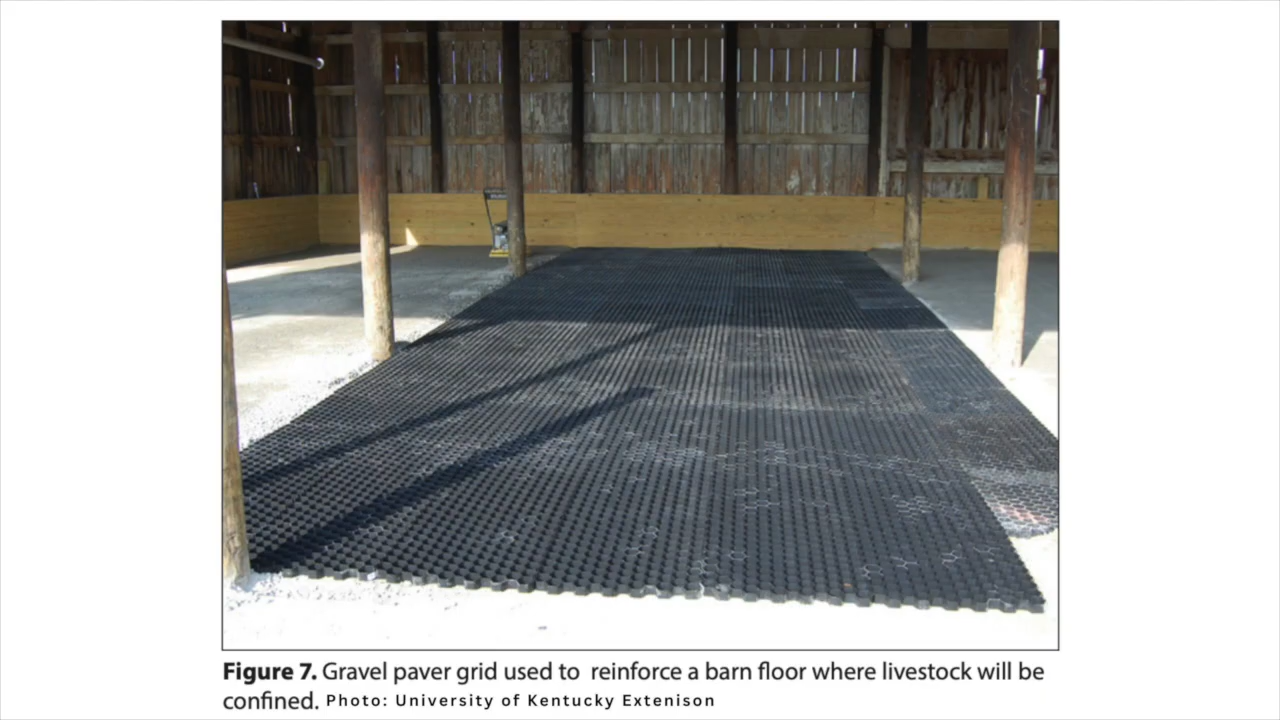 Figure 7. Gravel paver grid used to reinforce a barn floor where livestock will be
confined. Photo: University of Kentucky Extenison